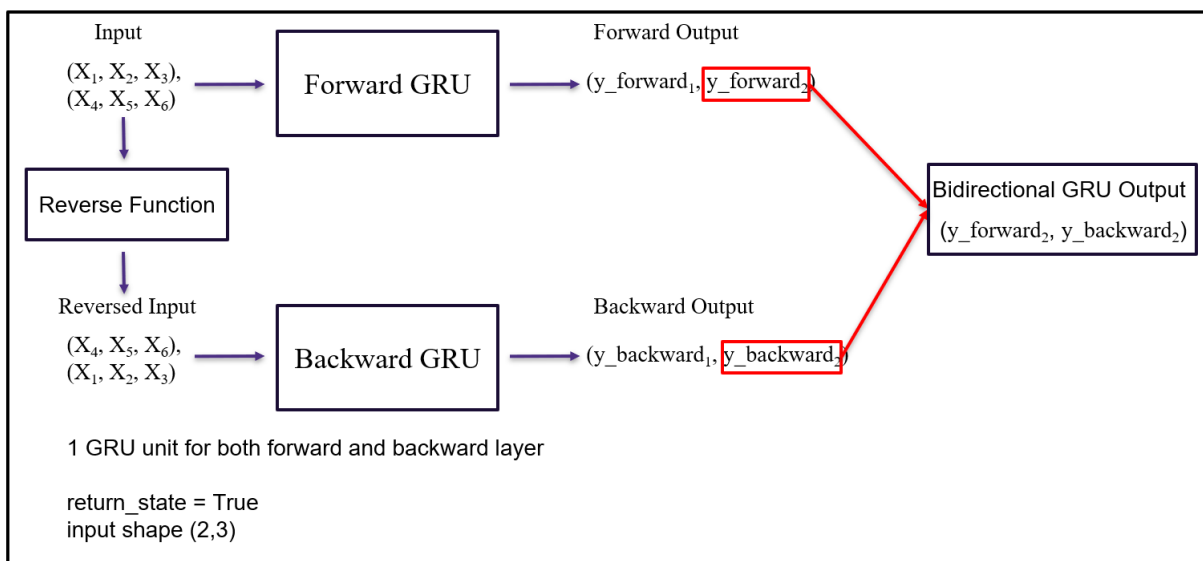 Input
(X₁, X₂, X₃),
(X₄, X₅, X₆)
Forward GRU
Forward Output
(y_forward₁, y_forward₂)
Reverse Function
Bidirectional GRU Output
(y_forward₂, y_backward₂)
Reversed Input
(X₄, X₅, X₆),
(X₁, X₂, X₃)
Backward GRU
Backward Output
(y_backward₁, y_backward₂)
1 GRU unit for both forward and backward layer
return_state = True
input shape (2,3)